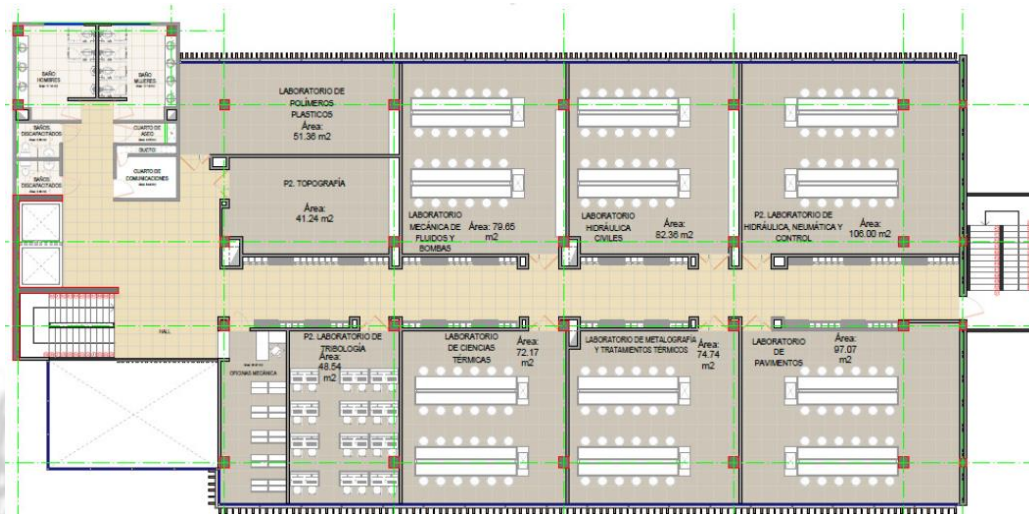 BAÑO
HOMBRES
BAÑO
MUJERES
BAÑOS
DISCAPACITADOS
CUARTO DE
ASEO
DUCTO
BAÑOS
DISCAPACITADOS
CUARTO DE
COMUNICACIONES
LABORATORIO DE
POLÍMEROS
PLASTICOS
Área:
51.36 m2
P2. TOPOGRAFÍA
Área:
41.24 m2
LABORATORIO
MECÁNICA DE
FLUIDOS Y
BOMBAS
Área: 79.65
m2
LABORATORIO
HIDRÁULICA
CIVILES
Área:
82.36 m2
P2. LABORATORIO DE
HIDRÁULICA, NEUMÁTICA Y
CONTROL
Área:
106.00 m2
HALL
OFICINAS MECÁNICA
P2. LABORATORIO DE
TRIBOLOGÍA
Área:
48.54
m2
LABORATORIO
DE CIENCIAS
TÉRMICAS
Área:
72.17
m2
LABORATORIO DE METALOGRAFÍA
Y TRATAMIENTOS TÉRMICOS
Área:
74.74
m2
LABORATORIO
DE
PAVIMENTOS
Área:
97.07
m2